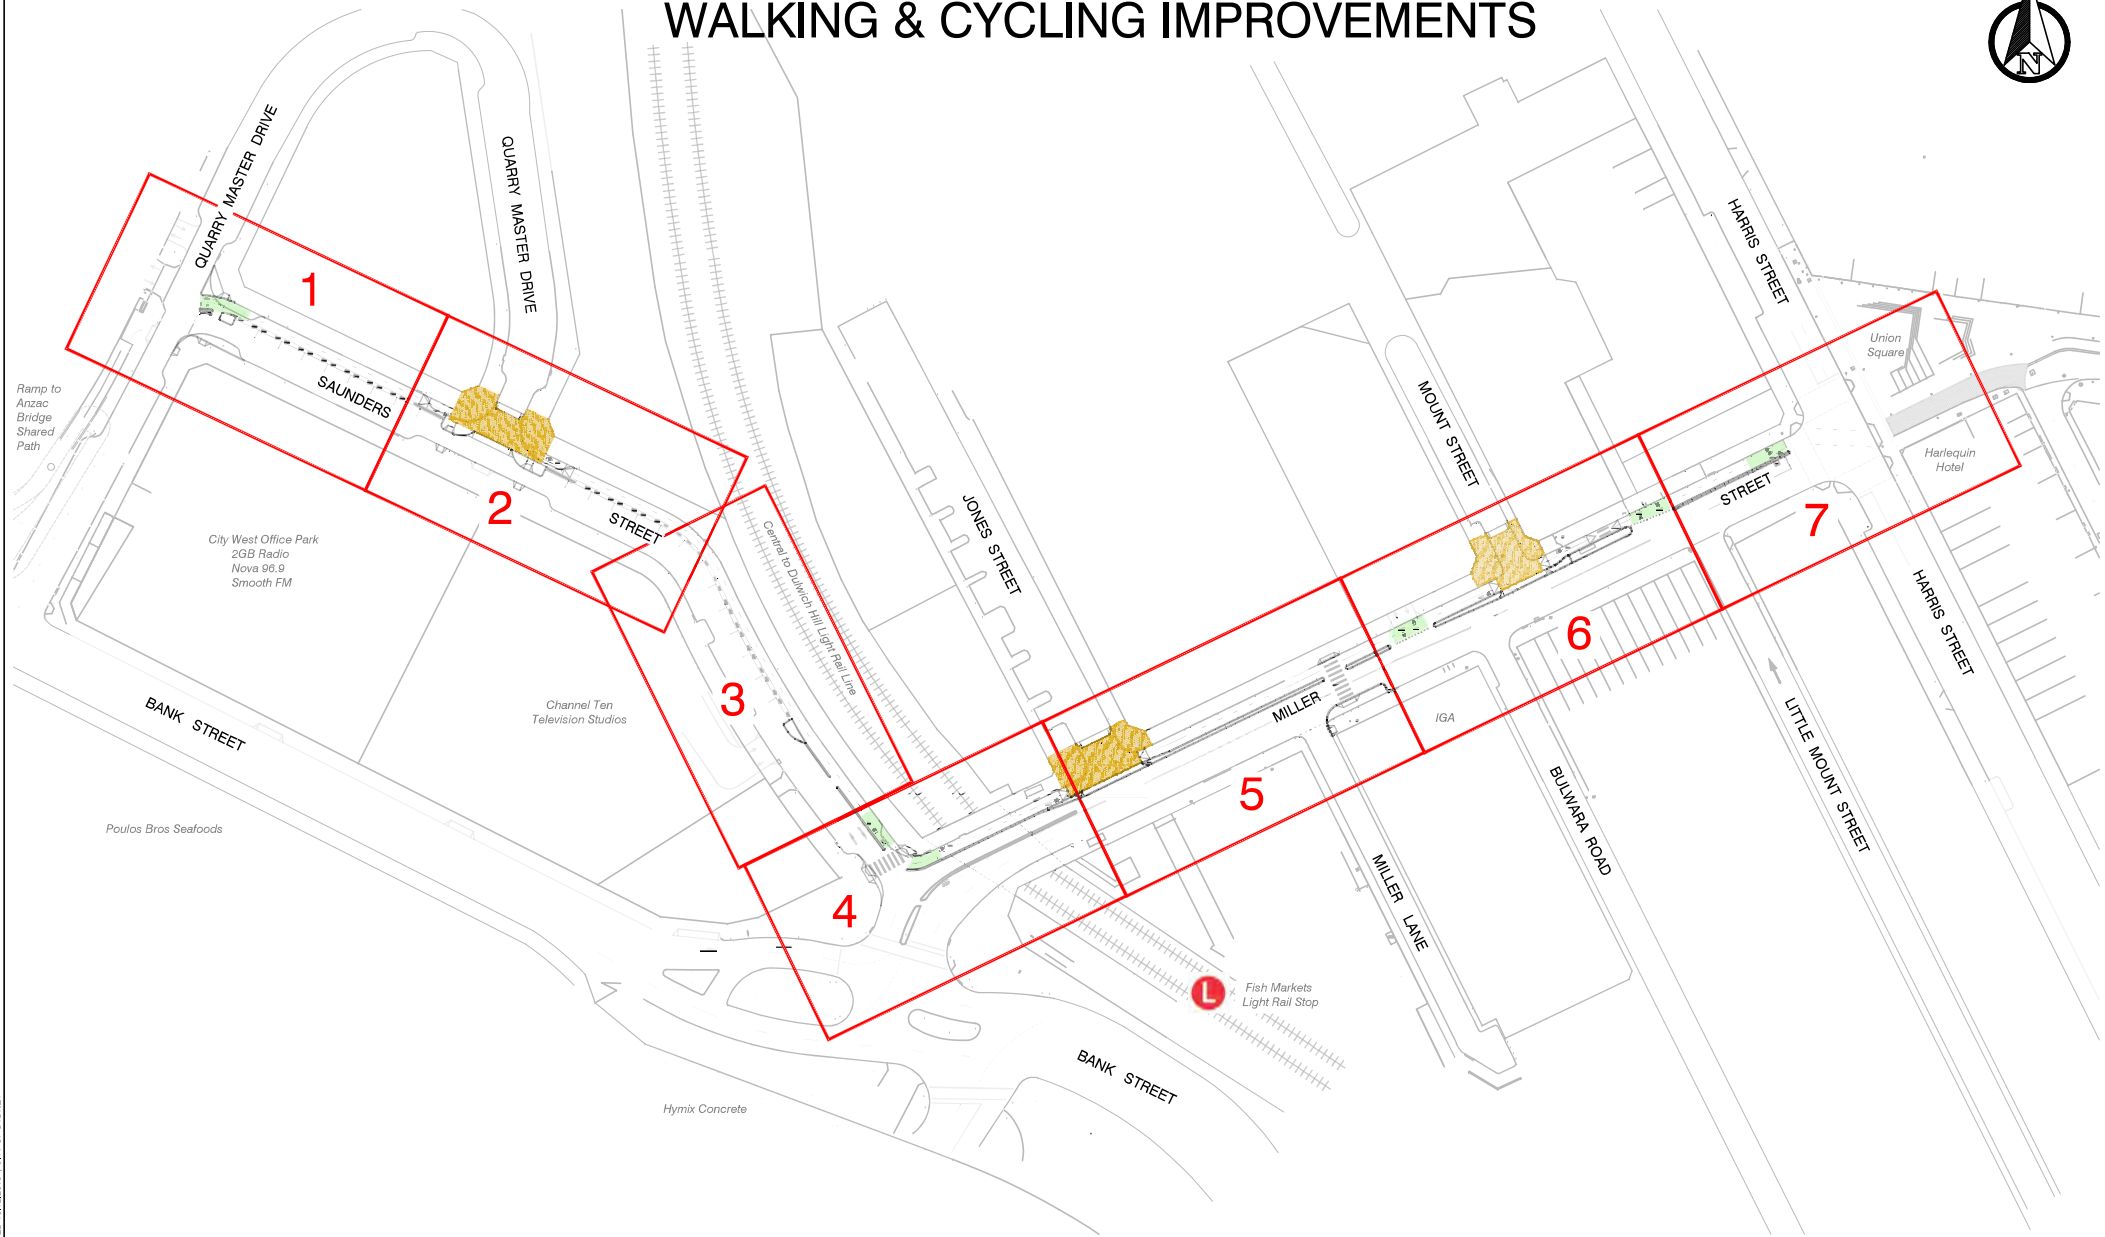 WALKING & CYCLING IMPROVEMENTS
N
QUARRY MASTER DRIVE
QUARRY MASTER DRIVE
HARRIS STREET
1
Union
Square
SAUNDERS
Ramp to
Anzac
Bridge
Shared
Path
MOUNT STREET
Harlequin
Hotel
2
STREET
STREET
7
City West Office Park
2GB Radio
Nova 96.9
Smooth FM
Central to Dulwich Hill Light Rail Line
JONES STREET
HARRIS STREET
6
3
MILLER
BANK STREET
Channel Ten
Television Studios
IGA
5
LITTLE MOUNT STREET
BULWARA ROAD
Poulos Bros Seafoods
MILLER LANE
4
L
Fish Markets
Light Rail Stop
BANK STREET
Hymix Concrete